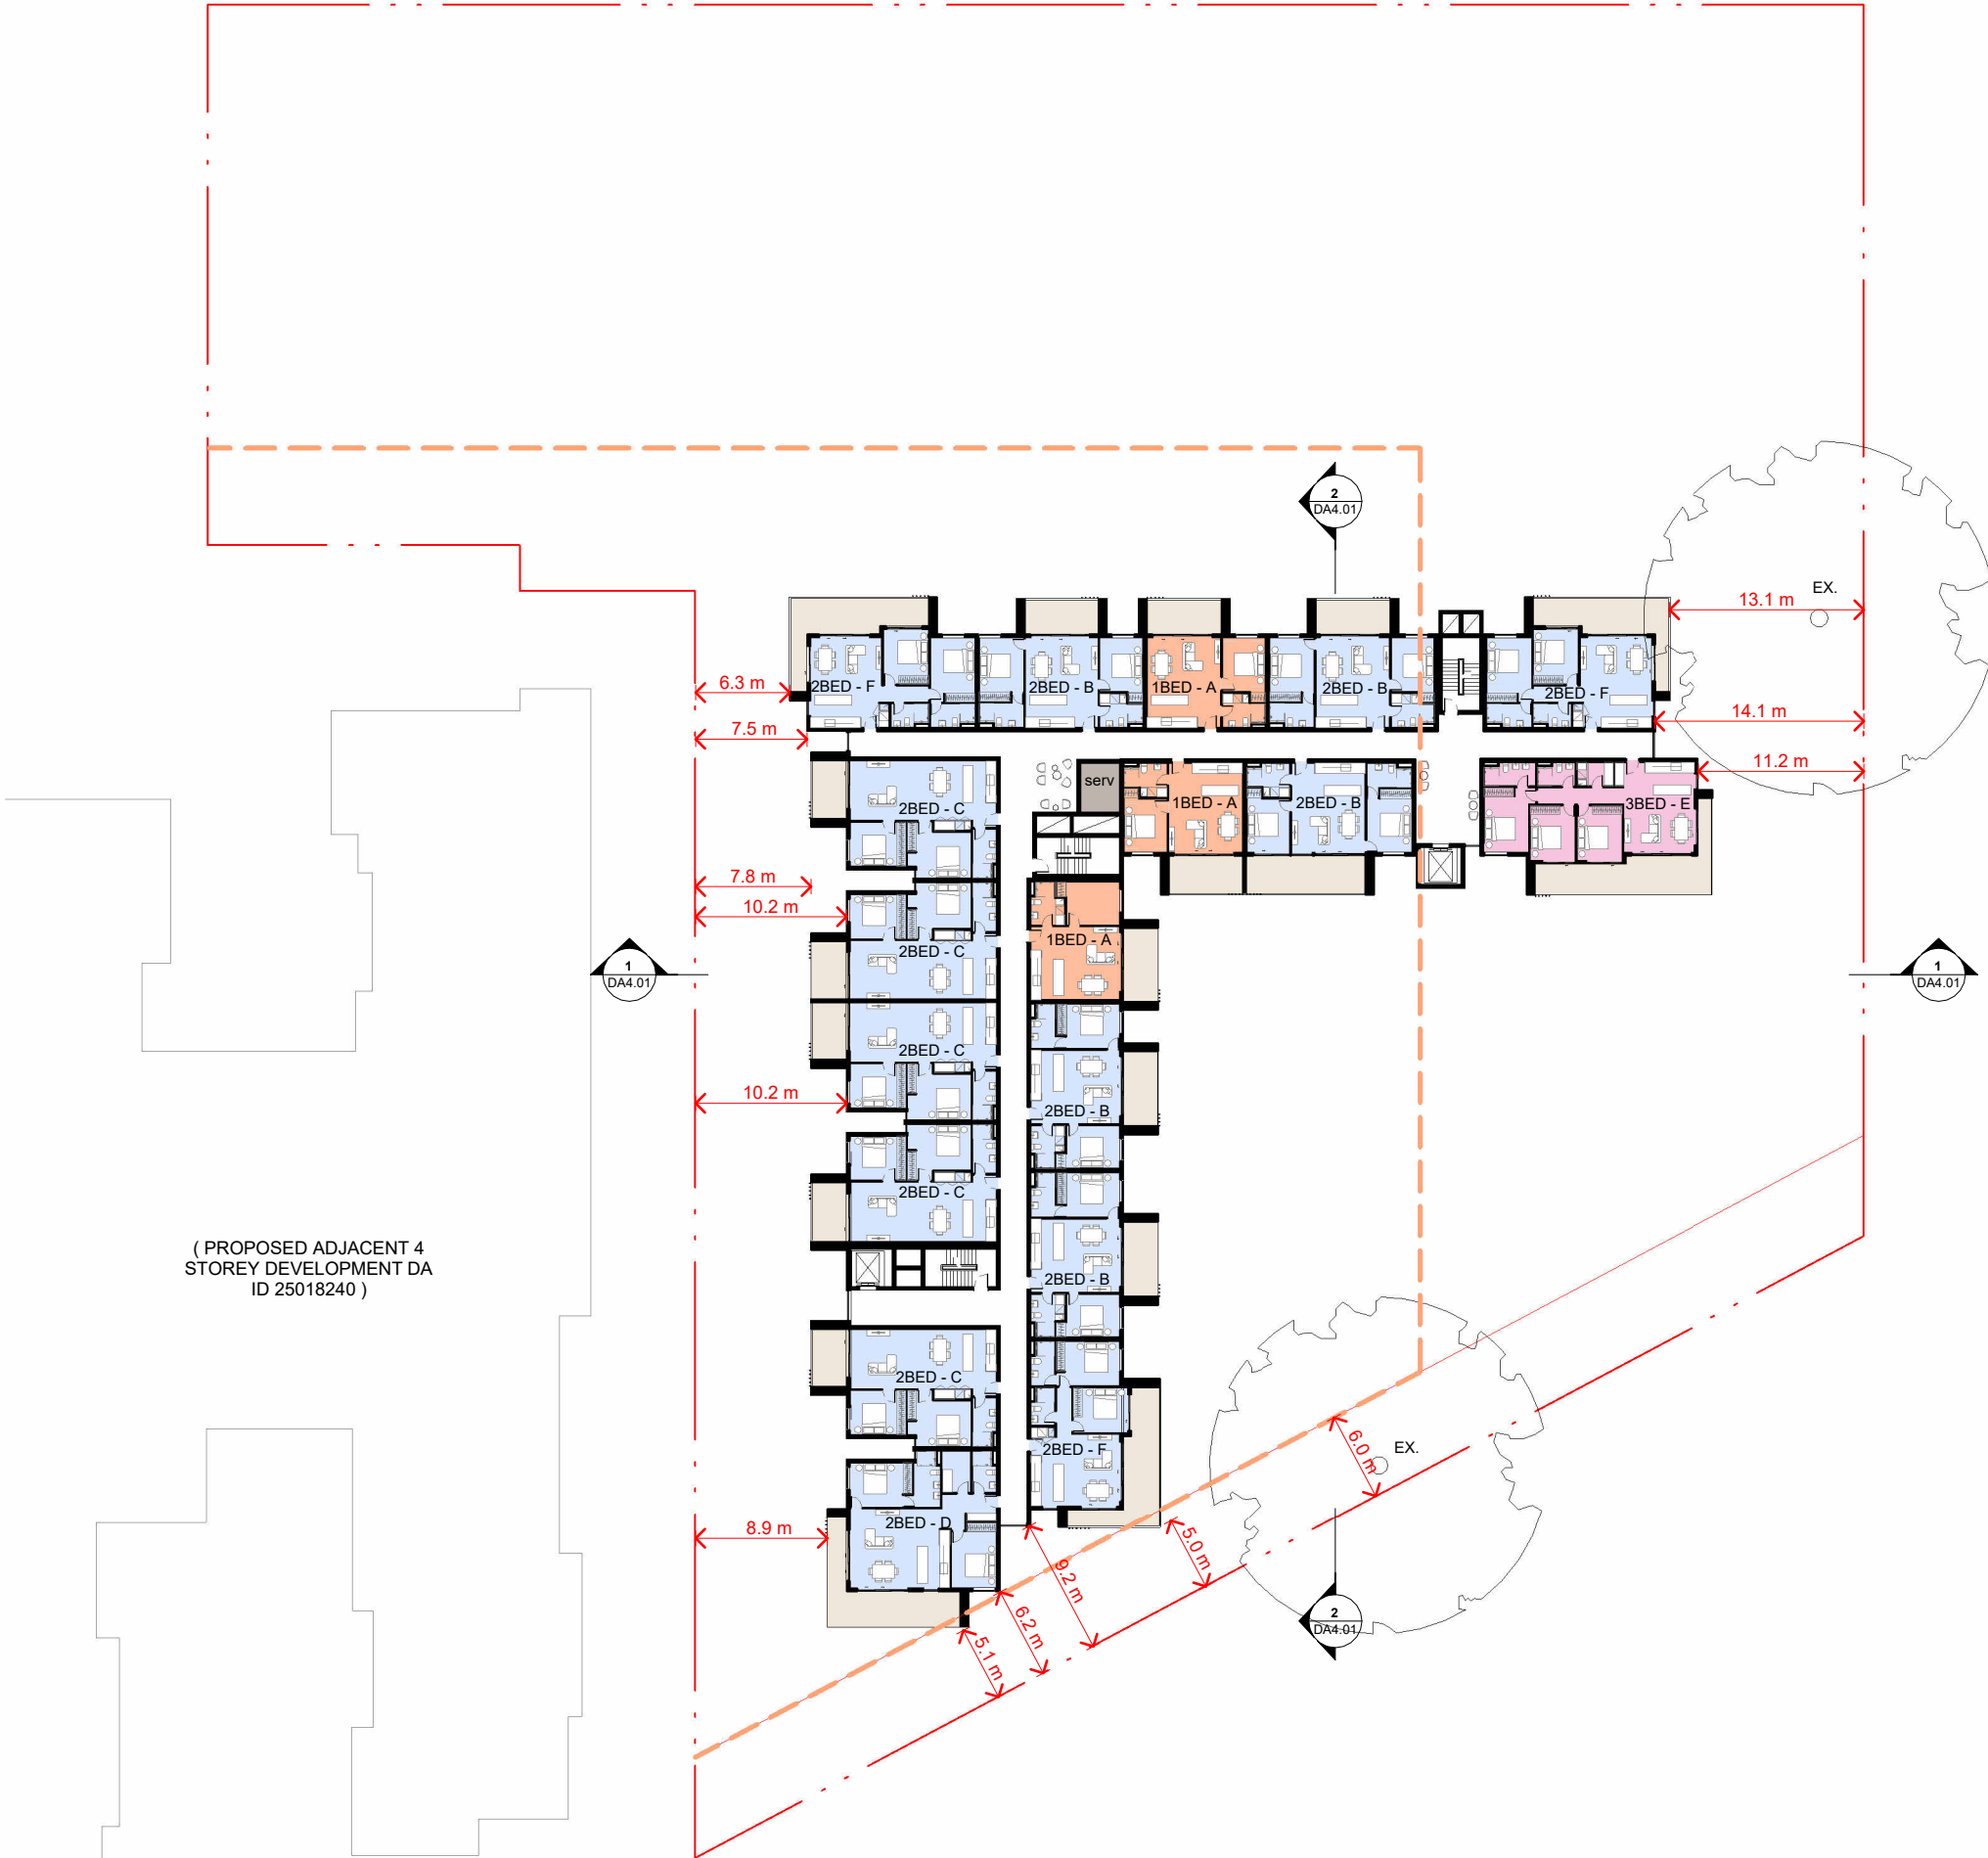 2
DA4.01
EX.
13.1 m
6.3 m
2BED - F
2BED - B
1BED - A
2BED - B
2BED - F
14.1 m
7.5 m
11.2 m
serv
2BED - C
1BED - A
2BED - B
3BED - E
7.8 m
10.2 m
1BED - A
2BED - C
1
DA4.01
1
DA4.01
2BED - C
10.2 m
2BED - B
2BED - C
( PROPOSED ADJACENT 4
STOREY DEVELOPMENT DA
ID 25018240 )
2BED - B
2BED - C
2BED - F
EX.
6.0 m
8.9 m
2BED - D
5.0 m
9.2 m
6.2 m
5.1 m
2
DA4.01